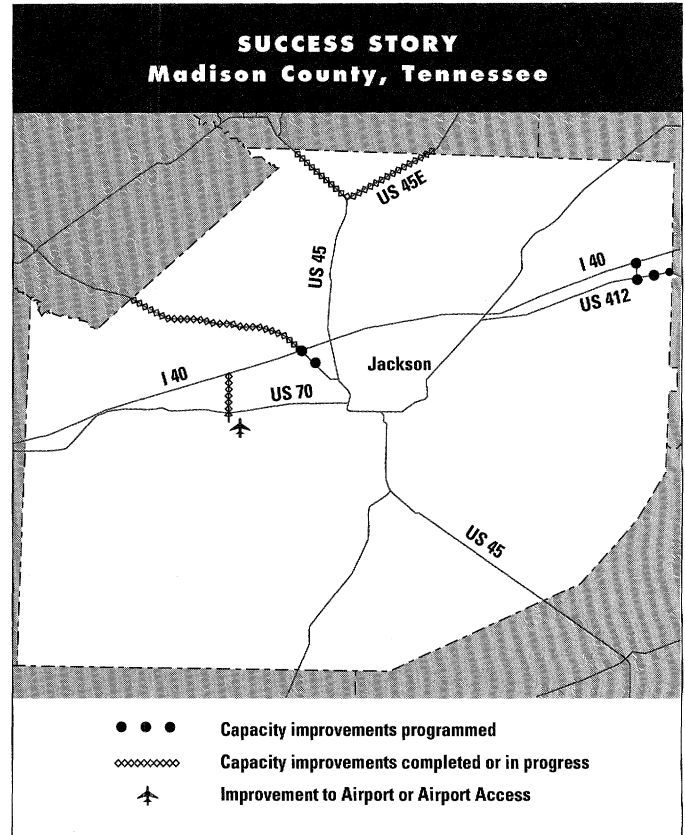 SUCCESS STORY
Madison County, Tennessee
US 45E
US 45
I 40
US 412
Jackson
I 40
US 70
US 45
Capacity improvements programmed
Capacity improvements completed or in progress
Improvement to Airport or Airport Access